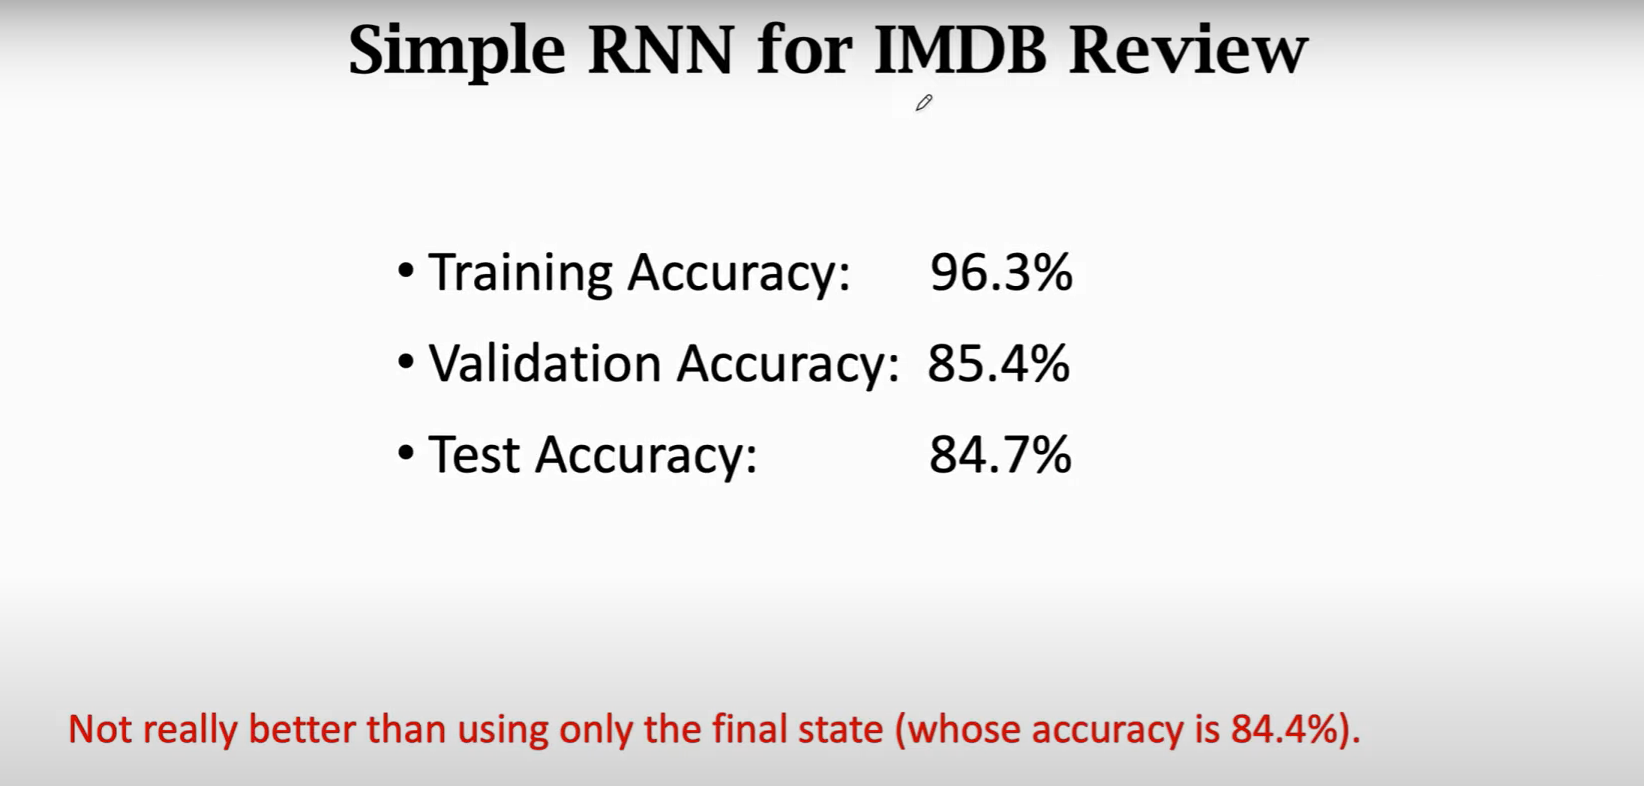 Simple RNN for IMDB Review
• Training Accuracy: 96.3%
• Validation Accuracy: 85.4%
• Test Accuracy: 84.7%
Not really better than using only the final state (whose accuracy is 84.4%).